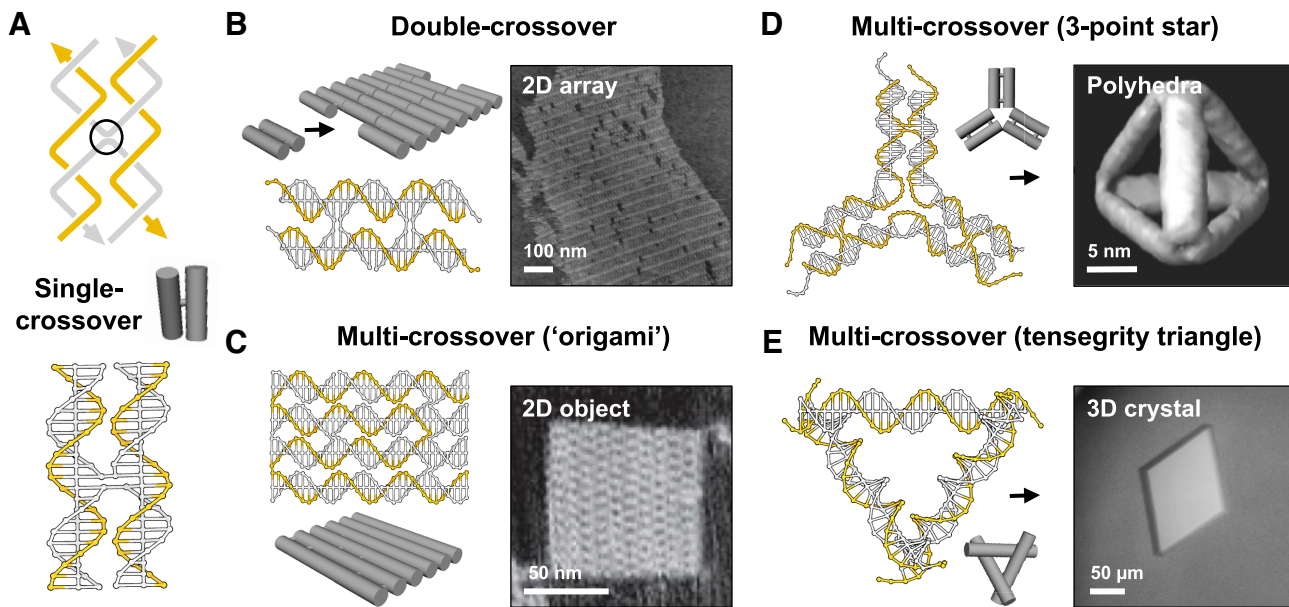 A
Single-
crossover
B
Double-crossover
2D array
100 nm
C
Multi-crossover (‘origami’)
2D object
50 nm
D
Multi-crossover (3-point star)
Polyhedra
5 nm
E
Multi-crossover (tensegrity triangle)
3D crystal
50 µm